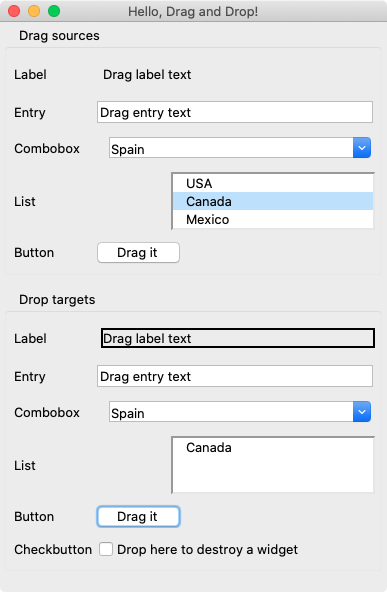 Hello, Drag and Drop!
Drag sources
Label Drag label text
Entry Drag entry text
Combobox Spain
USA
List Canada
Mexico
Button Drag it
Drop targets
Label Drag label text
Entry Drag entry text
Combobox Spain
Canada
List
Button Drag it
Checkbutton Drop here to destroy a widget